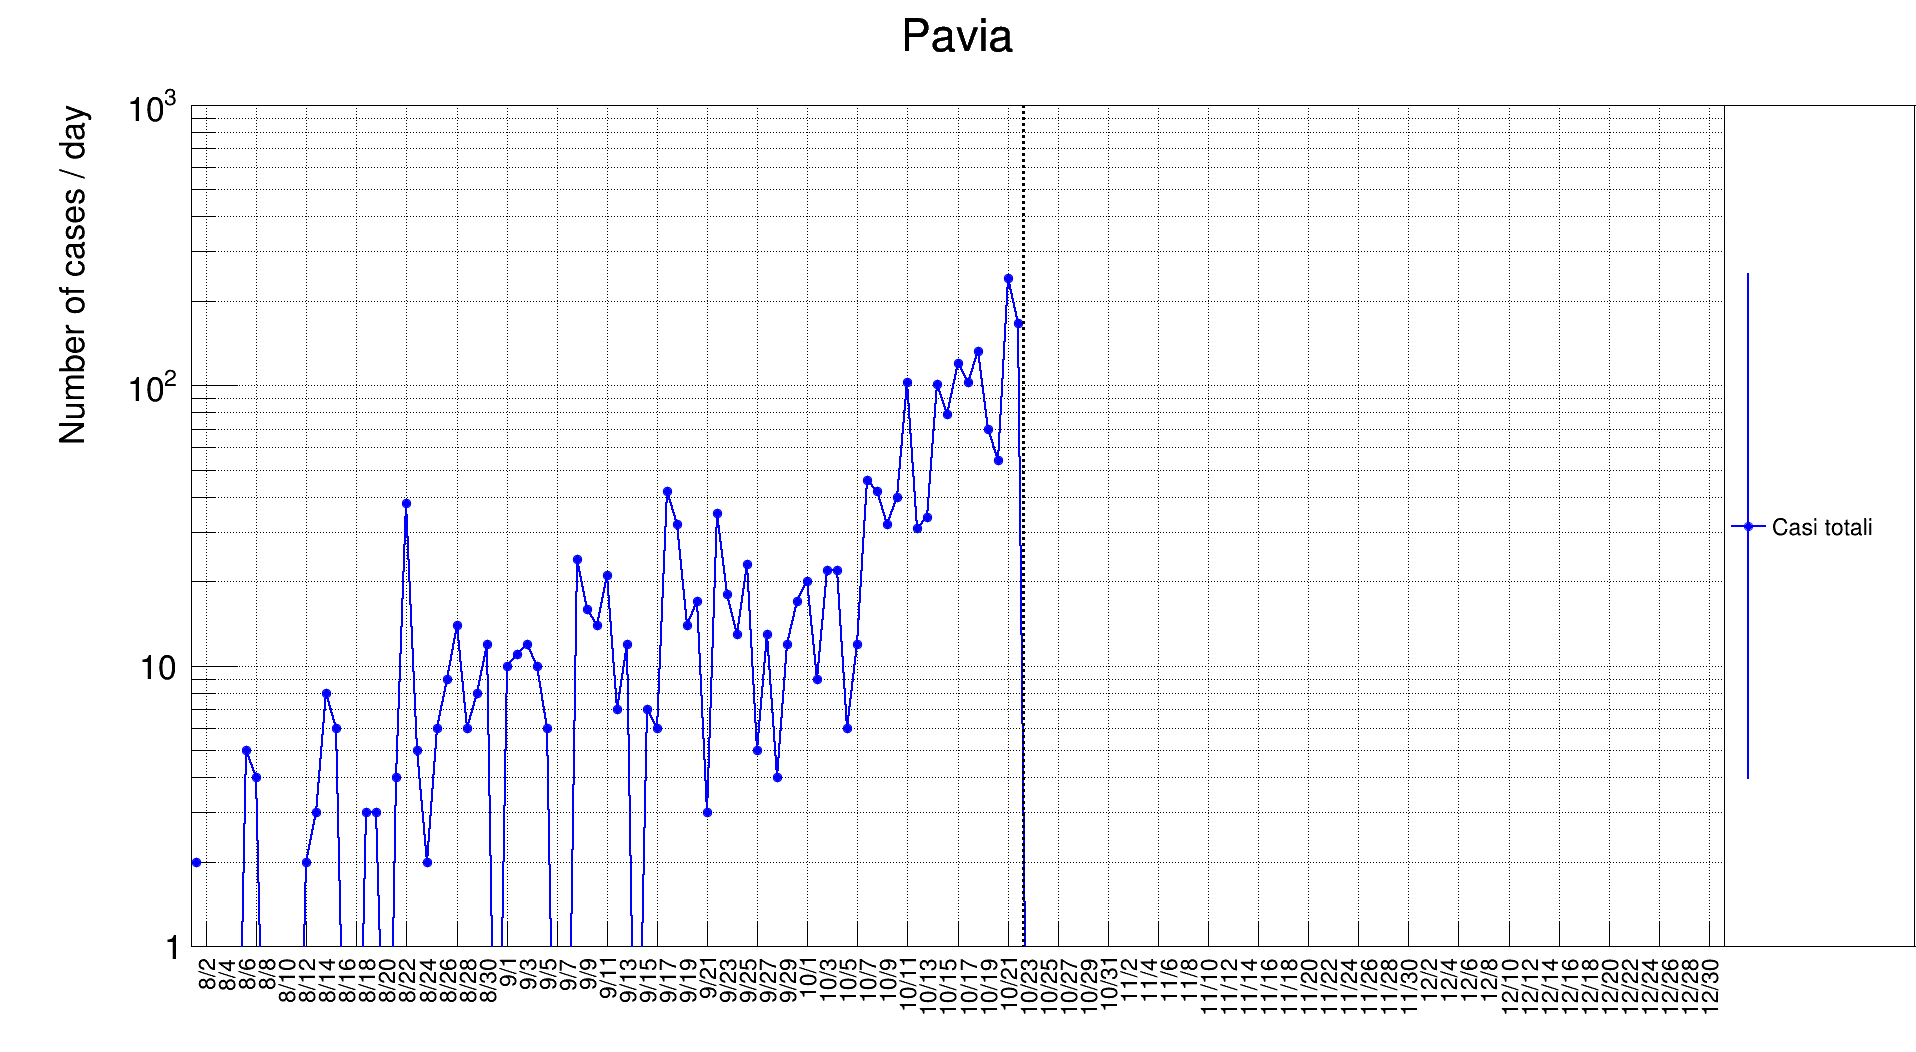 Pavia
Number of cases / day
10³
10²
10
1
8/2 8/4 8/6 8/8 8/10 8/12 8/14 8/16 8/18 8/20 8/22 8/24 8/26 8/28 8/30 9/1 9/3 9/5 9/7 9/9 9/11 9/13 9/15 9/17 9/19 9/21 9/23 9/25 9/27 9/29 10/1 10/3 10/5 10/7 10/9 10/11 10/13 10/15 10/17 10/19 10/21 10/23 10/25 10/27 10/29 10/31 11/2 11/4 11/6 11/8 11/10 11/12 11/14 11/16 11/18 11/20 11/22 11/24 11/26 11/28 11/30 12/2 12/4 12/6 12/8 12/10 12/12 12/14 12/16 12/18 12/20 12/22 12/24 12/26 12/28 12/30
Casi totali